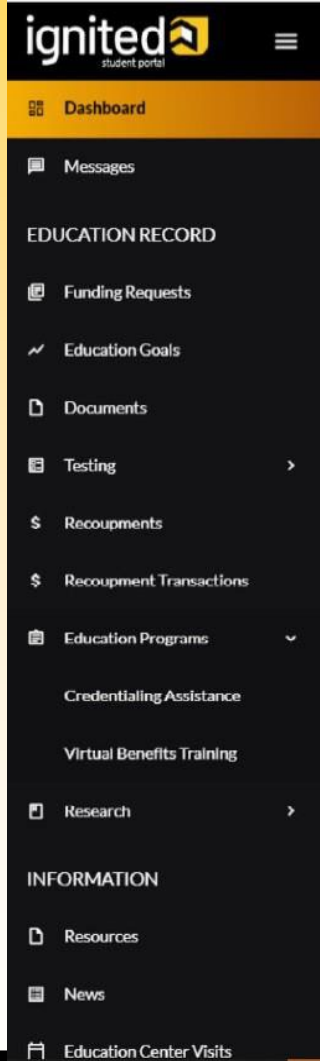 ignited
student portal
Dashboard
Messages
EDUCATION RECORD
Funding Requests
Education Goals
Documents
Testing
$ Recoupments
$ Recoupment Transactions
Education Programs
Credentialing Assistance
Virtual Benefits Training
Research
INFORMATION
Resources
News
Education Center Visits